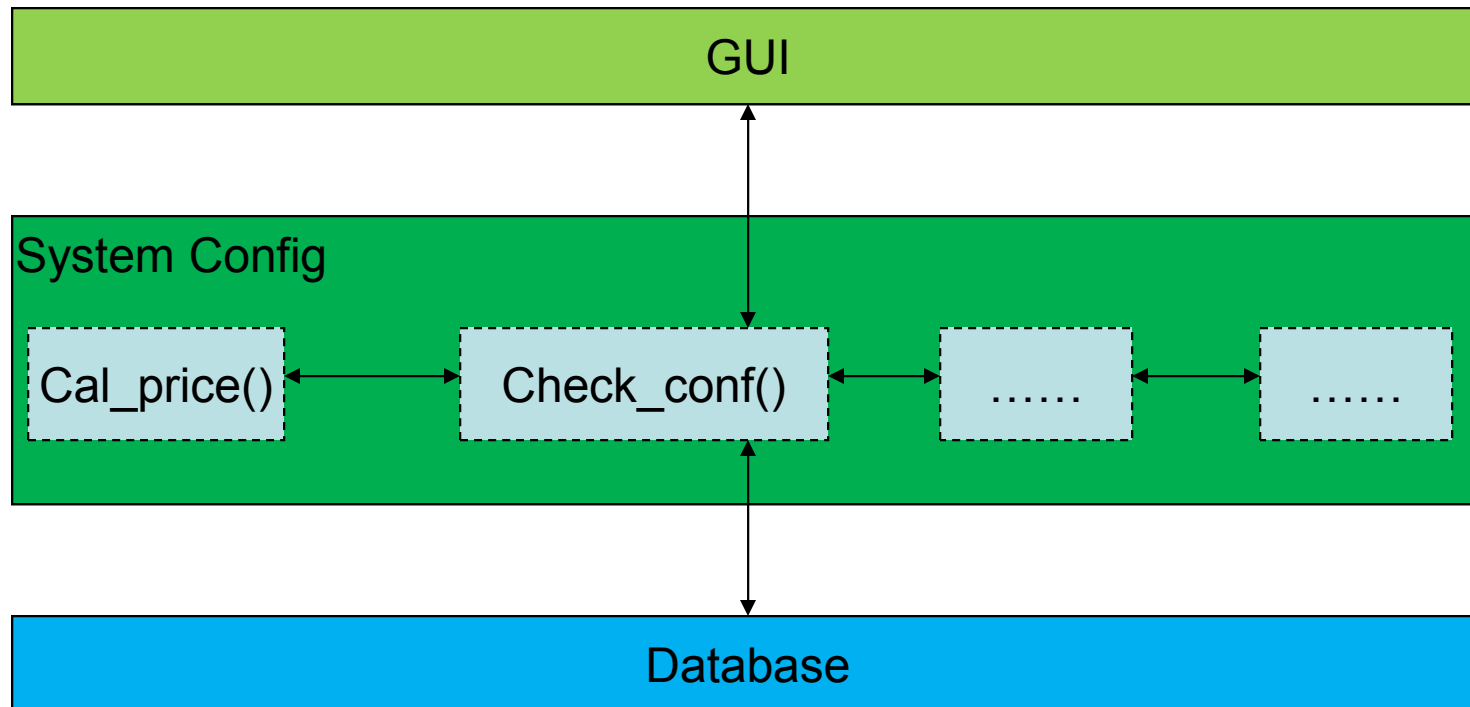 GUI
System Config
Cal_price()
Check_conf()
……
……
Database